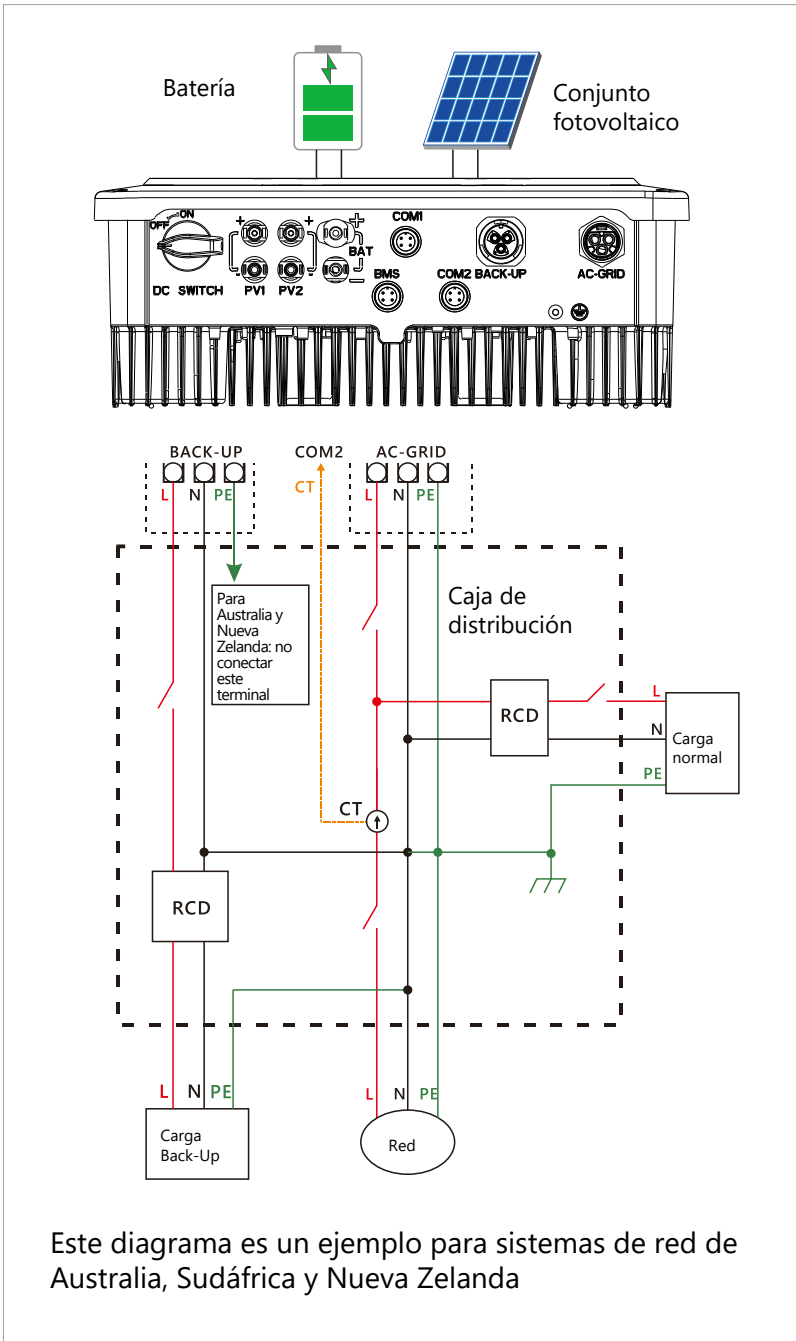 Batería
Conjunto
fotovoltaico
OFF ON
+ + +
COM1
BAT
-
- -
BMS
COM2 BACK-UP
AC-GRID
DC SWITCH PV1 PV2
BACK-UP
COM2
AC-GRID
L N PE
CT
L N PE
Para
Australia y
Nueva
Zelanda: no
conectar
este
terminal
Caja de
distribución
RCD
L
N
PE
Carga
normal
CT
RCD
L N PE
L N PE
Carga
Back-Up
Red
Este diagrama es un ejemplo para sistemas de red de
Australia, Sudáfrica y Nueva Zelanda